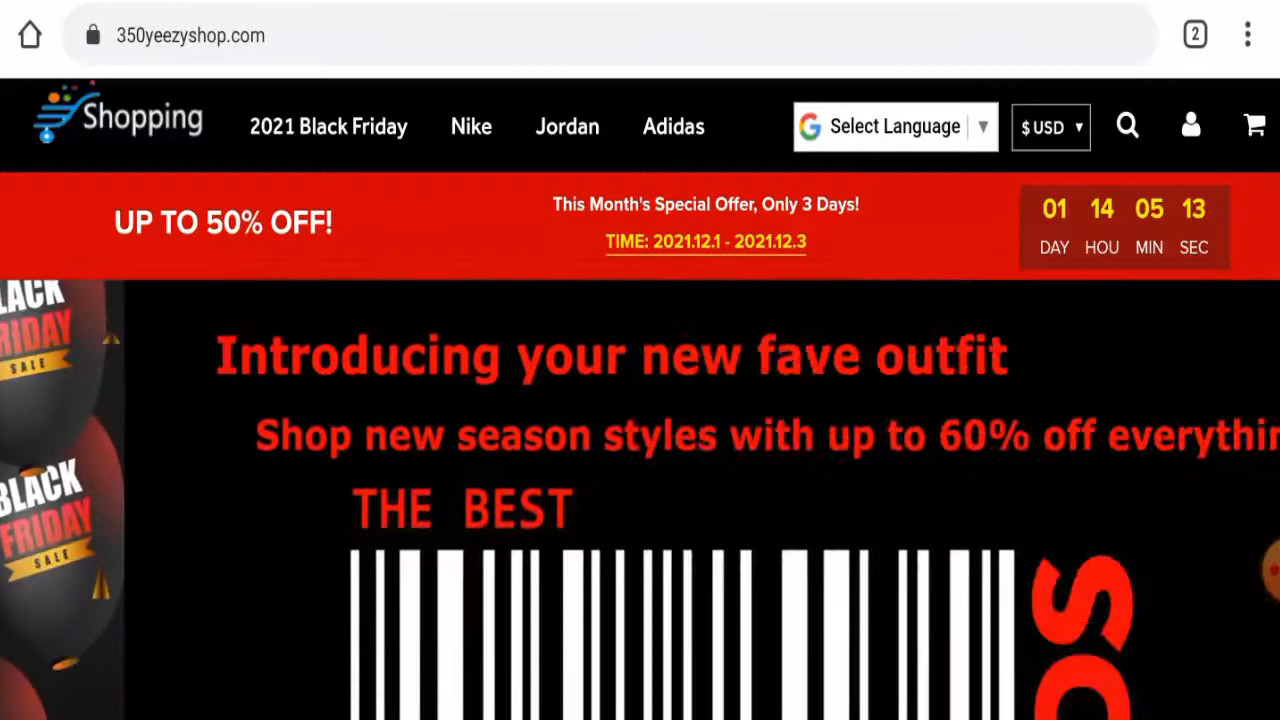 350yeezyshop.com
2
Shopping
2021 Black Friday
Nike
Jordan
Adidas
Select Language
$ USD
UP TO 50% OFF!
This Month's Special Offer, Only 3 Days!
TIME: 2021.12.1 - 2021.12.3
01 14 05 13
DAY HOU MIN SEC
BLACK
FRIDAY
SALE
Introducing your new fave outfit
Shop new season styles with up to 60% off everythin
THE BEST
BLACK
FRIDAY
SALE